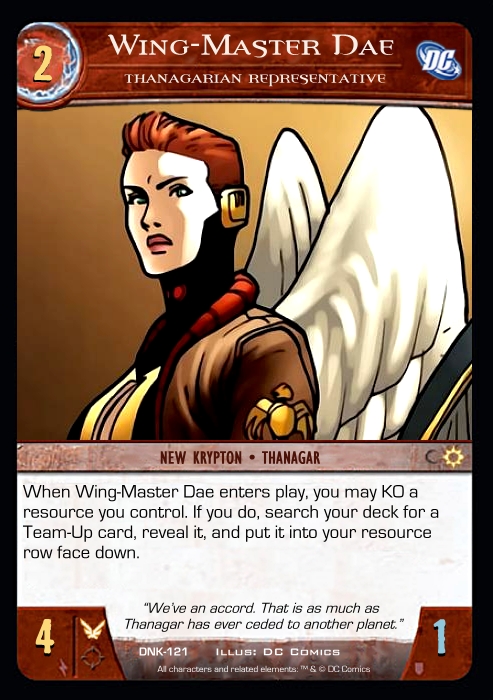 2
Wing-Master Dae
Thanagarian Representative
DC
NEW KRYPTON • THANAGAR
When Wing-Master Dae enters play, you may KO a
resource you control. If you do, search your deck for a
Team-Up card, reveal it, and put it into your resource
row face down.
"We've an accord. That is as much as
Thanagar has ever ceded to another planet."
4
DNK-121 Illus: DC Comics
1
All characters and related elements: ™ & © DC Comics